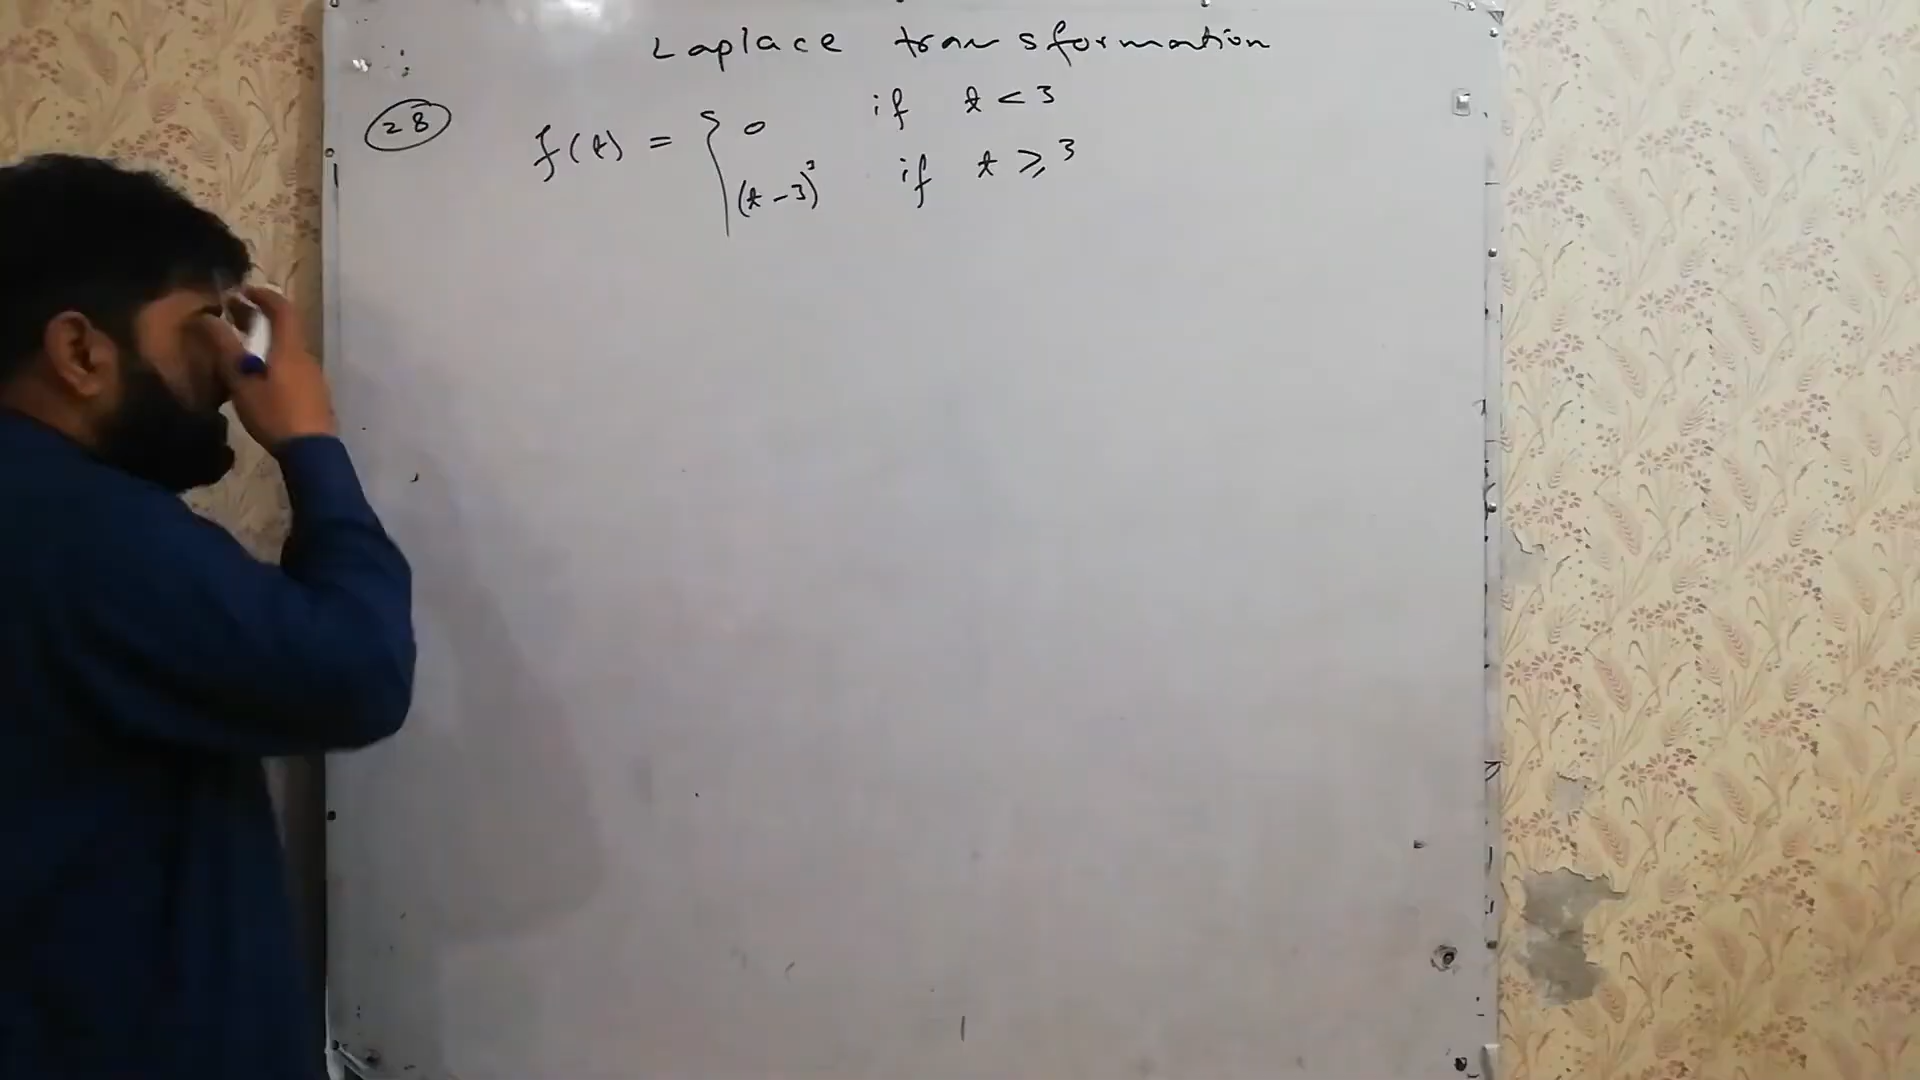 Laplace transformation
28 f(t) = { 0 if t < 3
(t-3)³ if t ≥ 3